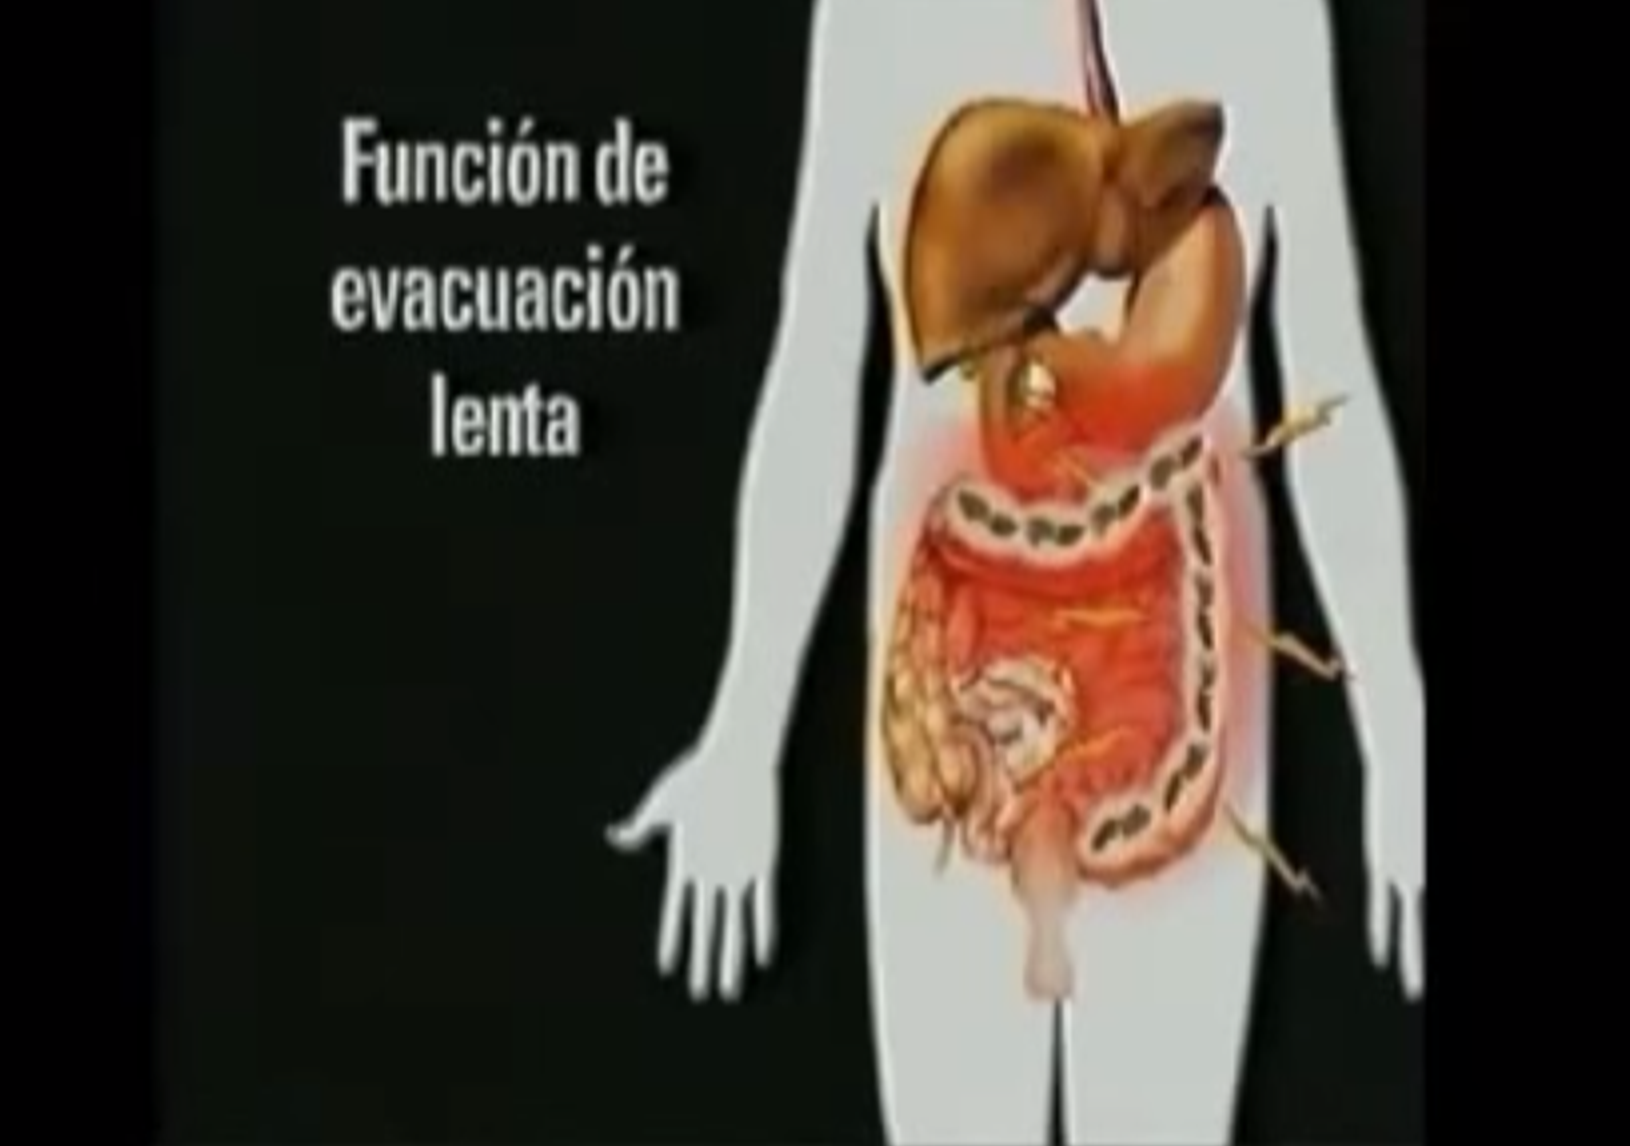 Función de
evacuación
lenta